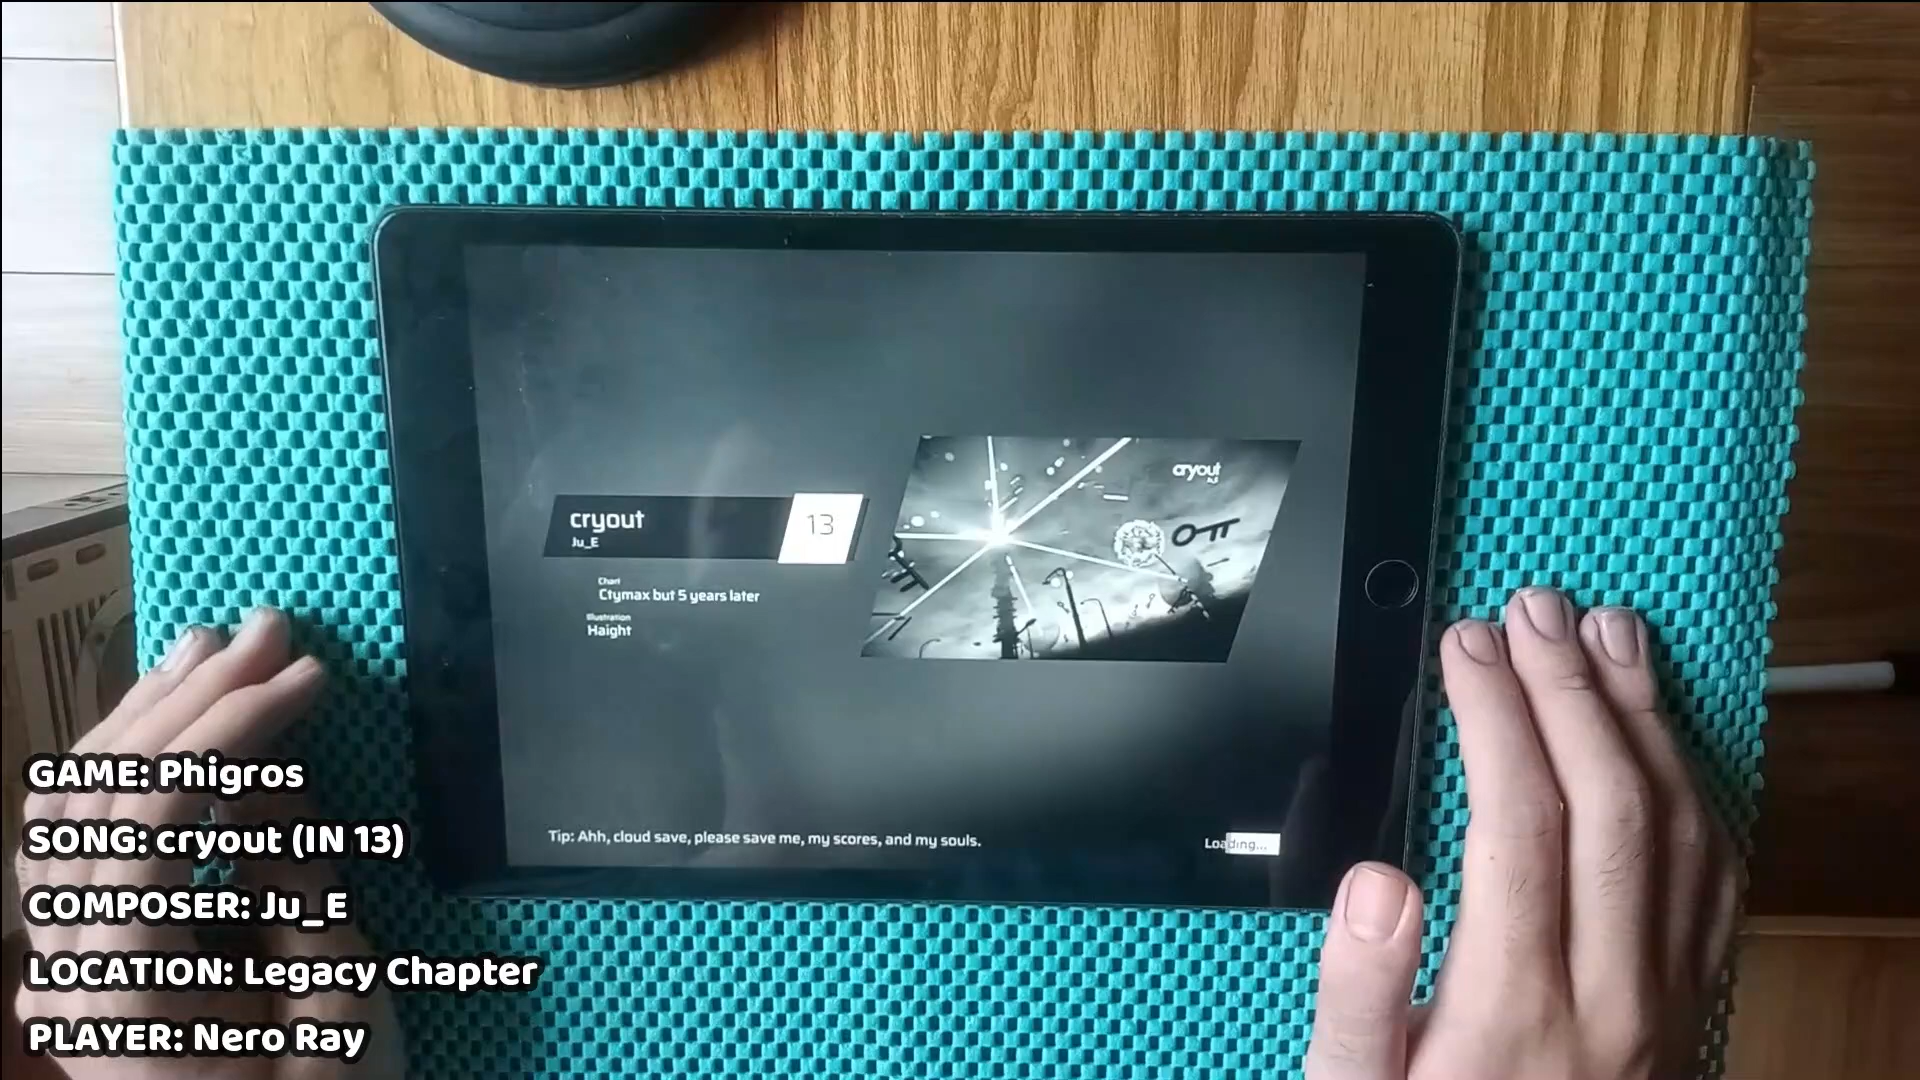 cryout
Ju_E
13
Chart
Ctymax but 5 years later
Illustration
Haight
cryout
Tip: Ahh, cloud save, please save me, my scores, and my souls.
Loading...
GAME: Phigros
SONG: cryout (IN 13)
COMPOSER: Ju_E
LOCATION: Legacy Chapter
PLAYER: Nero Ray